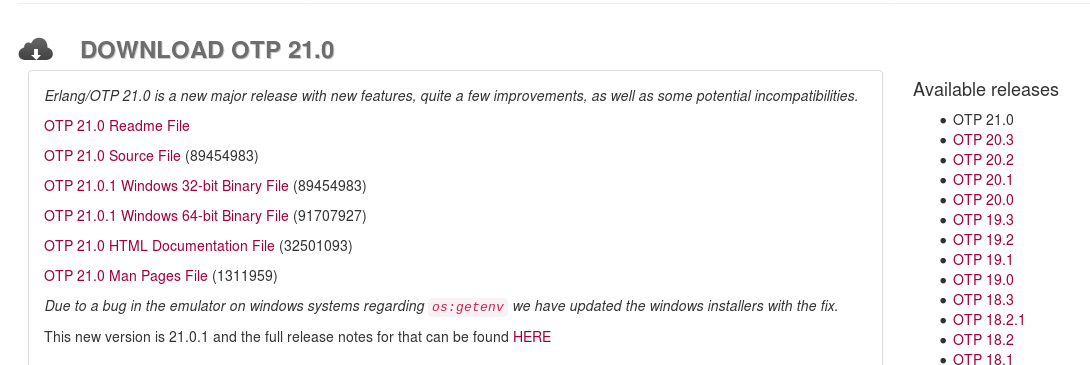 DOWNLOAD OTP 21.0
Erlang/OTP 21.0 is a new major release with new features, quite a few improvements, as well as some potential incompatibilities.
OTP 21.0 Readme File
OTP 21.0 Source File (89454983)
OTP 21.0.1 Windows 32-bit Binary File (89454983)
OTP 21.0.1 Windows 64-bit Binary File (91707927)
OTP 21.0 HTML Documentation File (32501093)
OTP 21.0 Man Pages File (1311959)
Due to a bug in the emulator on windows systems regarding os:getenv we have updated the windows installers with the fix.
This new version is 21.0.1 and the full release notes for that can be found HERE
Available releases
OTP 21.0
OTP 20.3
OTP 20.2
OTP 20.1
OTP 20.0
OTP 19.3
OTP 19.2
OTP 19.1
OTP 19.0
OTP 18.3
OTP 18.2.1
OTP 18.2
OTP 18.1